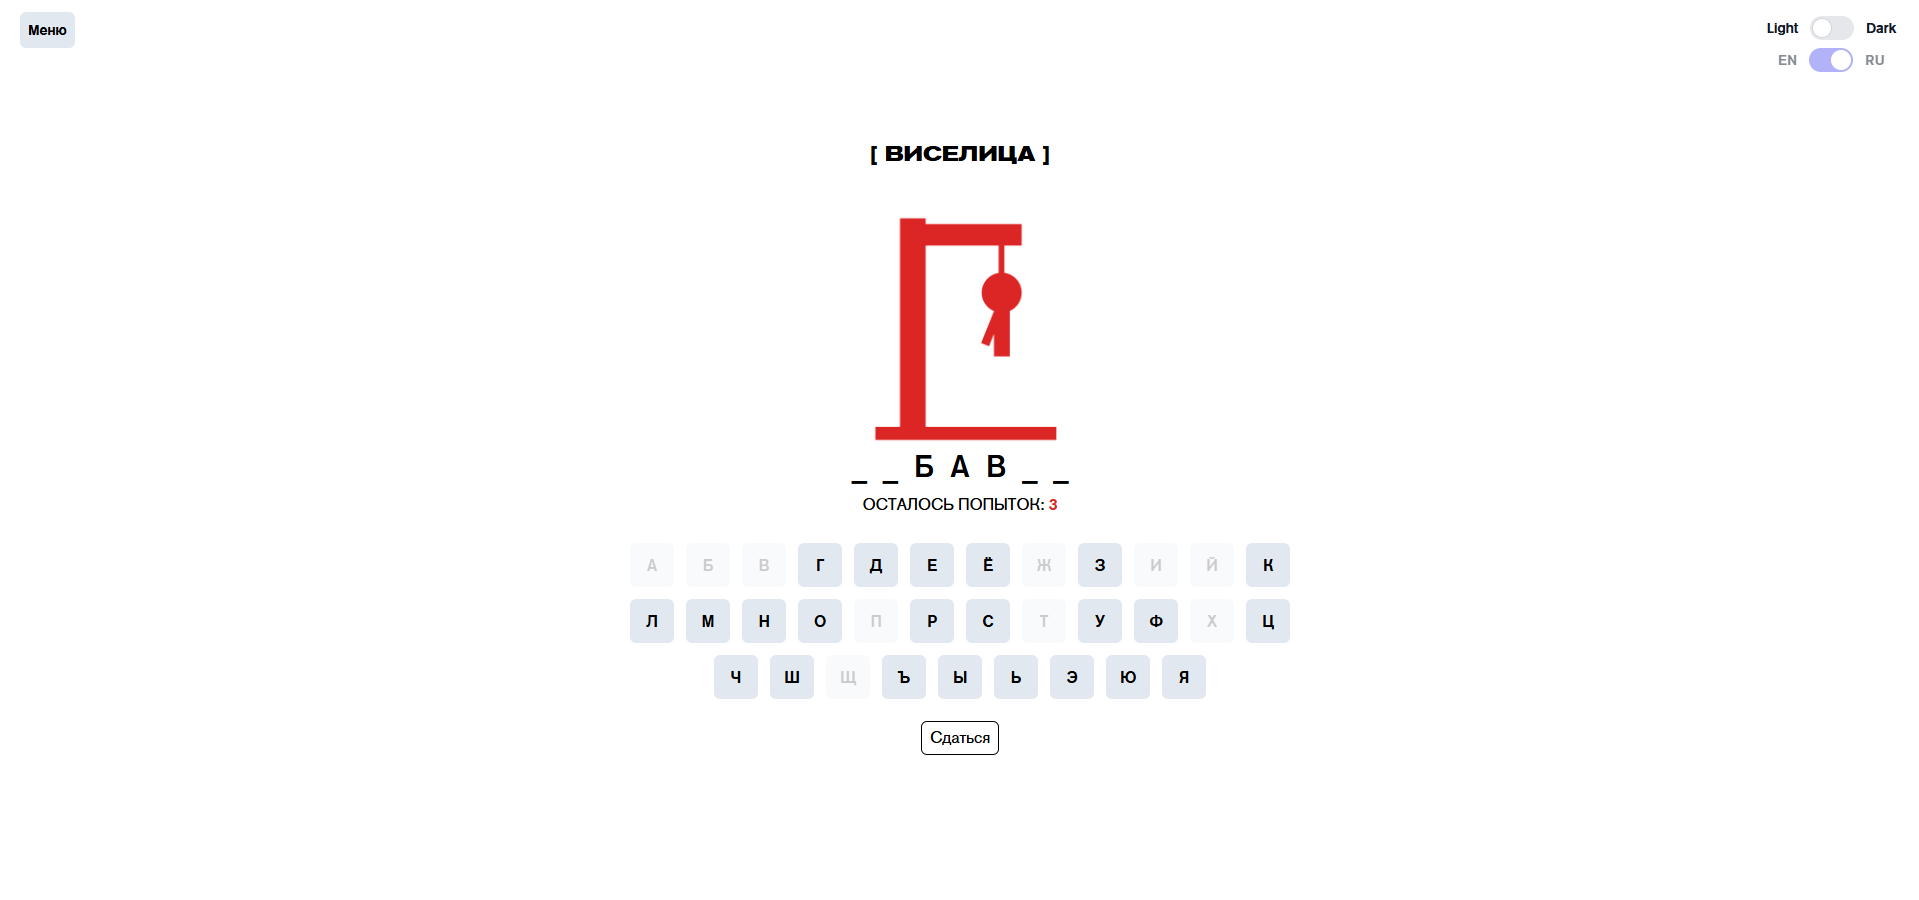 Меню
Light Dark
EN RU
[ ВИСЕЛИЦА ]
_ _ Б А В _ _
ОСТАЛОСЬ ПОПЫТОК: 3
А Б В Г Д Е Ё Ж З И Й К
Л М Н О П Р С Т У Ф Х Ц
Ч Ш Щ Ъ Ы Ь Э Ю Я
Сдаться